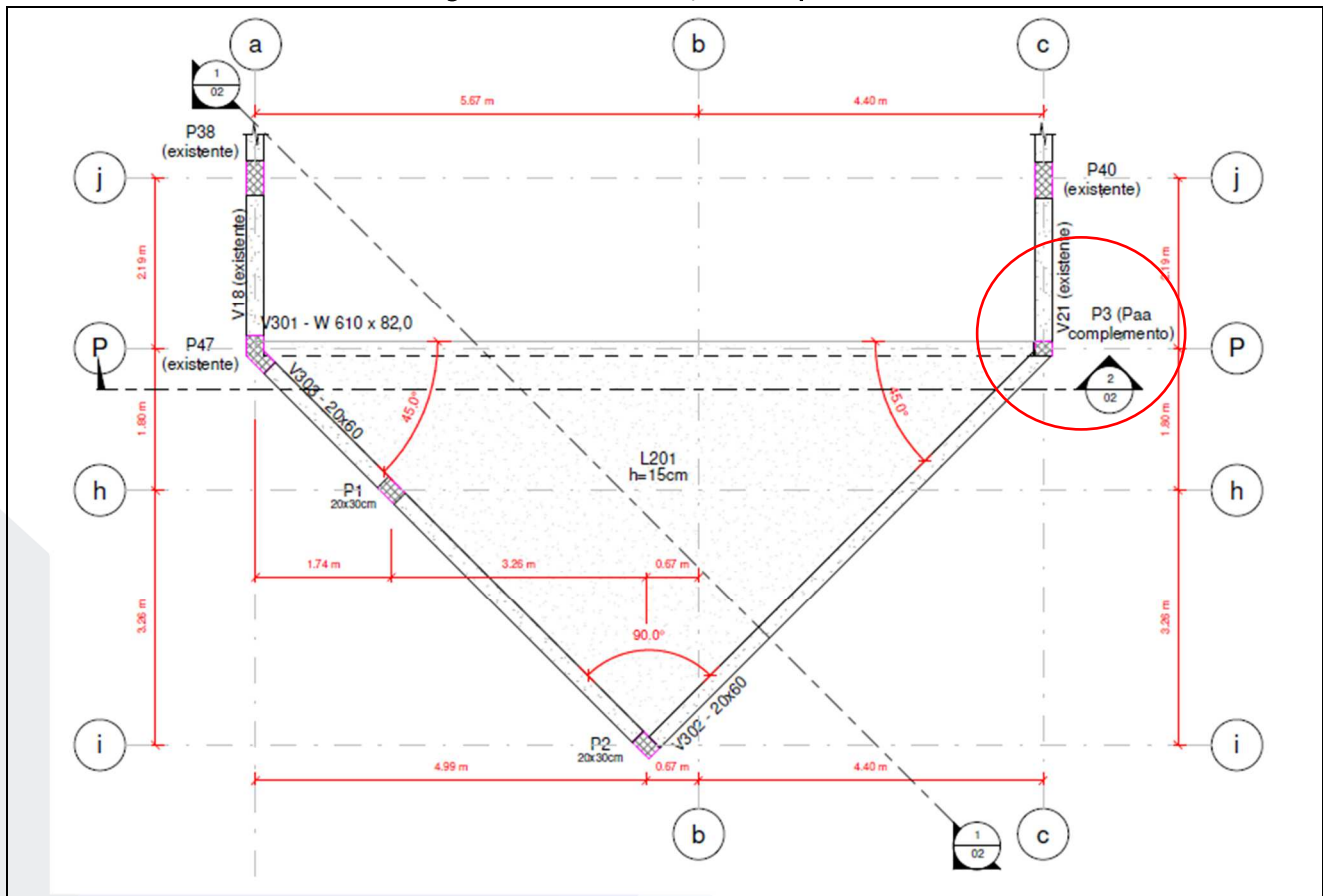 a
b
c
1
02
5.67 m
4.40 m
P38
(existente)
P40
(existente)
j
j
2.19 m
V18 (existente)
V21 (existente)
2.19 m
V301 - W 610 x 82,0
P3 (Paa
complemento)
P
P47
(existente)
P
2
02
V303 - 20x60
45.0°
45.0°
1.80 m
1.80 m
L201
h=15cm
h
P1
20x30cm
h
1.74 m
3.26 m
0.67 m
3.26 m
3.26 m
90.0°
V302 - 20x60
i
P2
20x30cm
i
4.99 m
0.67 m
4.40 m
b
1
02
c